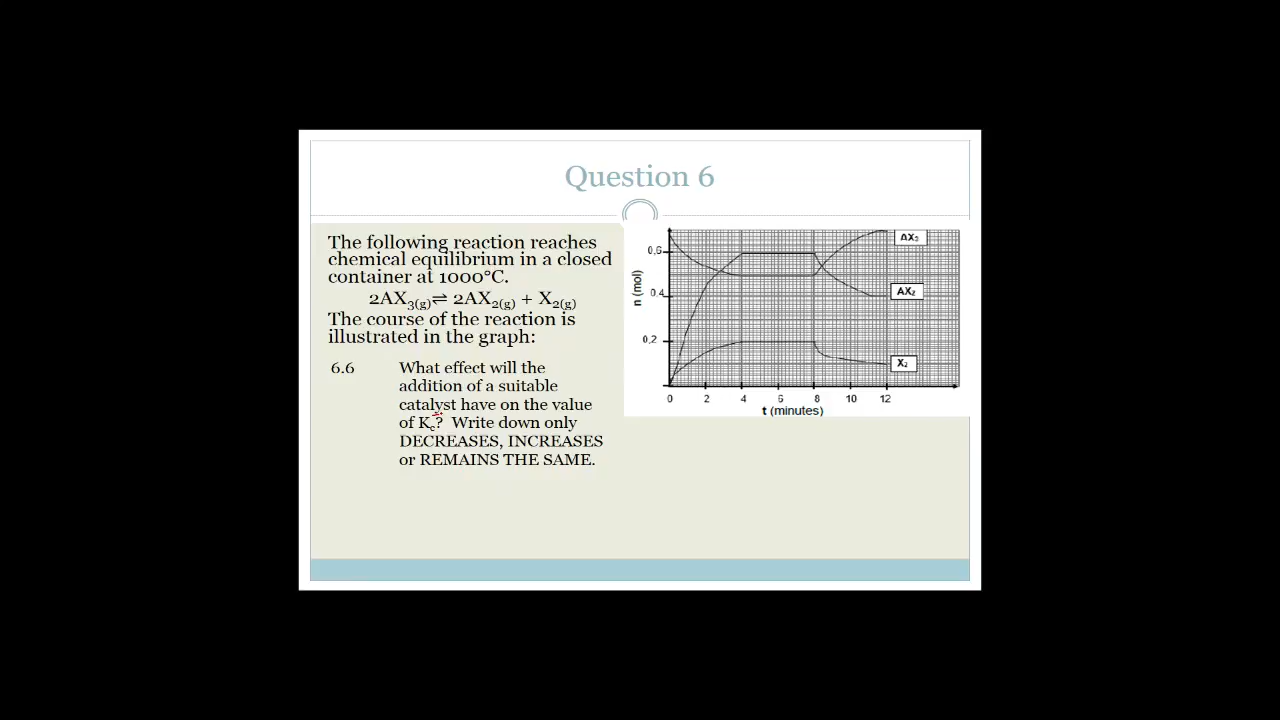 Question 6
The following reaction reaches
chemical equilibrium in a closed
container at 1000°C.
2AX₃(g)⇌ 2AX₂(g) + X₂(g)
The course of the reaction is
illustrated in the graph:
6.6 What effect will the
addition of a suitable
catalyst have on the value
of Kc? Write down only
DECREASES, INCREASES
or REMAINS THE SAME.
n (mol)
0,6
0,4
0,2
0 2 4 6 8 10 12
t (minutes)
AX₂
X₂